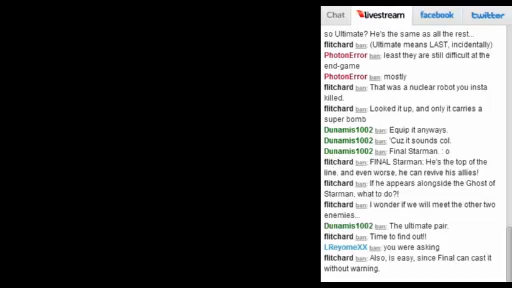 Chat livestream facebook twitter
so Ultimate? He's the same as all the rest...
flitchard ban: (Ultimate means LAST, incidentally)
PhotonError ban: least they are still difficult at the
end-game
PhotonError ban: mostly
flitchard ban: That was a nuclear robot you insta
killed.
flitchard ban: Looked it up, and only it carries a
super bomb
Dunamis1002 ban: Equip it anyways.
Dunamis1002 ban: 'Cuz it sounds col.
Dunamis1002 ban: Final Starman. : o
flitchard ban: FINAL Starman: He's the top of the
line, and even worse, he can revive his allies!
flitchard ban: If he appears alongside the Ghost of
Starman, what to do?!
flitchard ban: I wonder if we will meet the other two
enemies...
Dunamis1002 ban: The ultimate pair.
flitchard ban: Time to find out!!
LReyomeXX ban: you were asking
flitchard ban: Also, is easy, since Final can cast it
without warning.